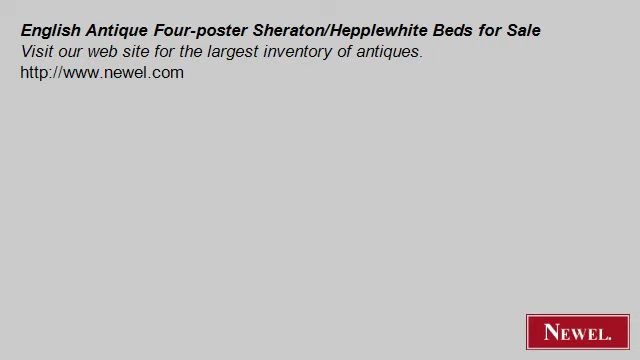 English Antique Four-poster Sheraton/Hepplewhite Beds for Sale
Visit our web site for the largest inventory of antiques.
http://www.newel.com
NEWEL.